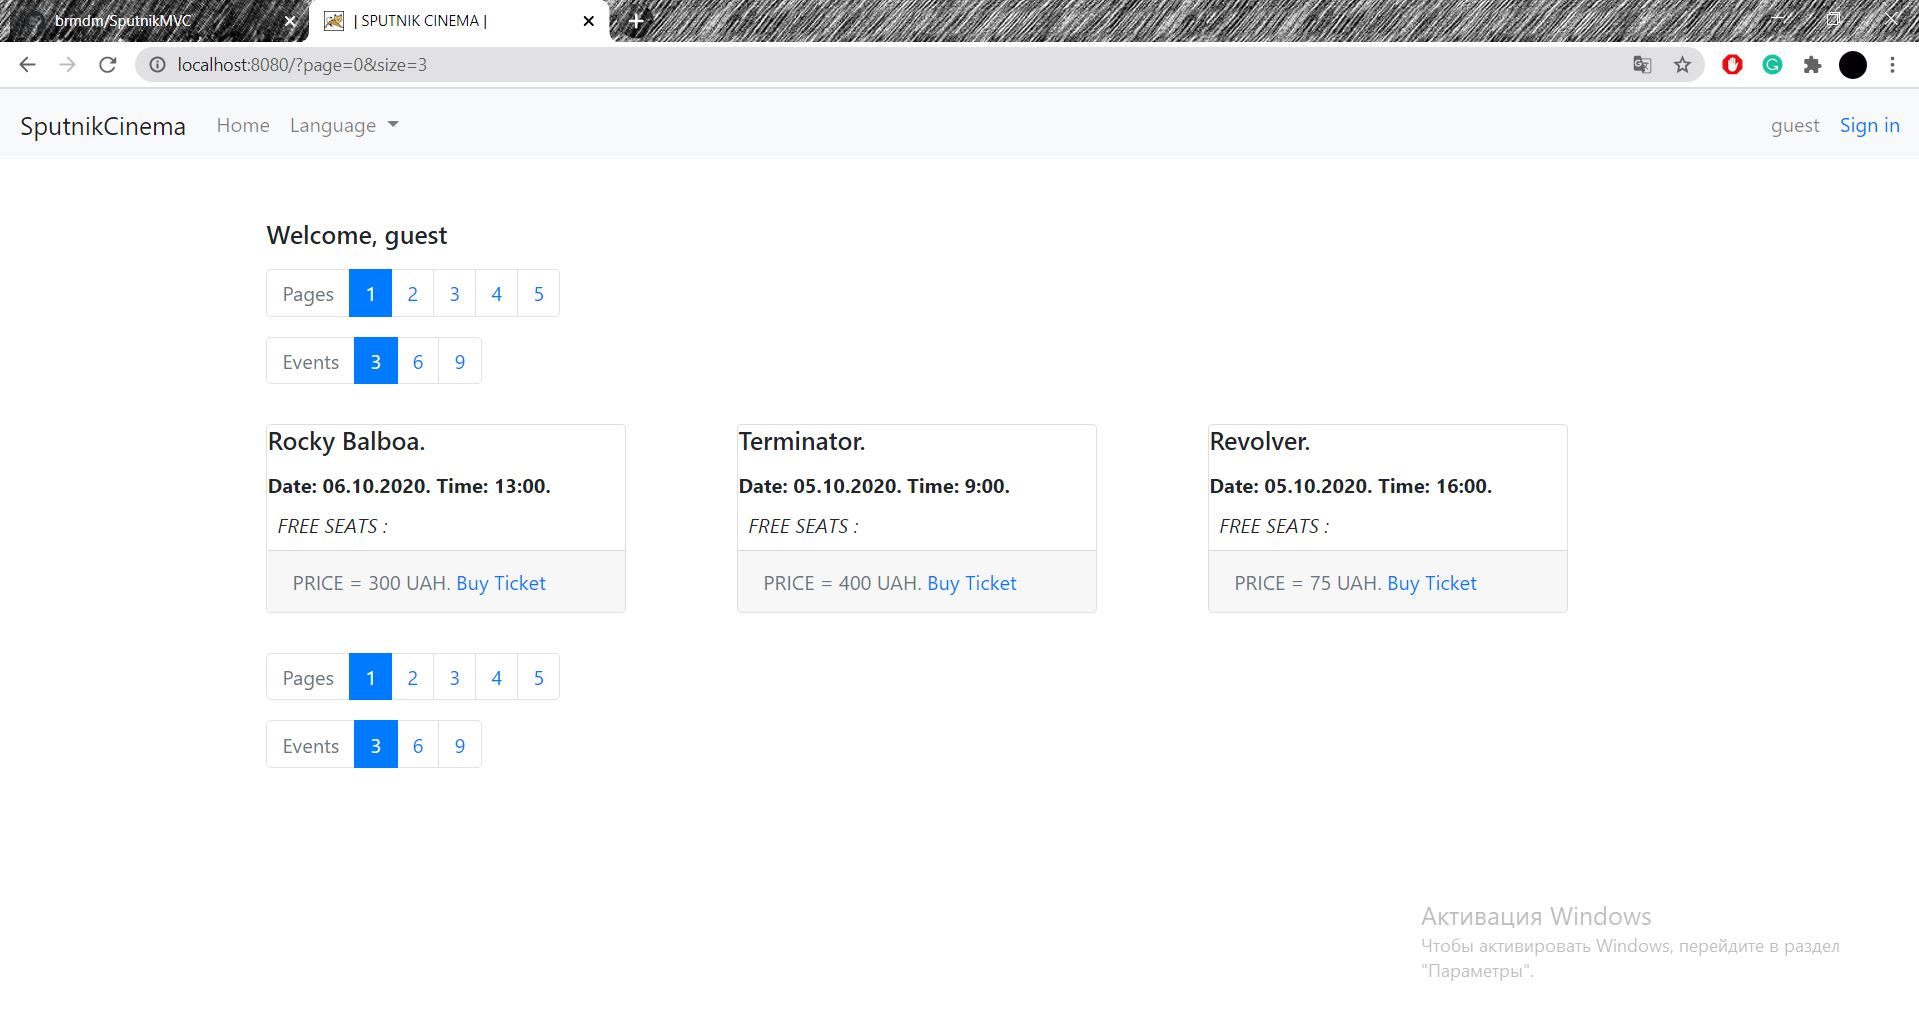 brmdm/SputnikMVC
| SPUTNIK CINEMA |
localhost:8080/?page=0&size=3
SputnikCinema Home Language guest Sign in
Welcome, guest
Pages 1 2 3 4 5
Events 3 6 9
Rocky Balboa.
Date: 06.10.2020. Time: 13:00.
FREE SEATS :
PRICE = 300 UAH. Buy Ticket
Terminator.
Date: 05.10.2020. Time: 9:00.
FREE SEATS :
PRICE = 400 UAH. Buy Ticket
Revolver.
Date: 05.10.2020. Time: 16:00.
FREE SEATS :
PRICE = 75 UAH. Buy Ticket
Pages 1 2 3 4 5
Events 3 6 9
Активация Windows
Чтобы активировать Windows, перейдите в раздел
"Параметры".